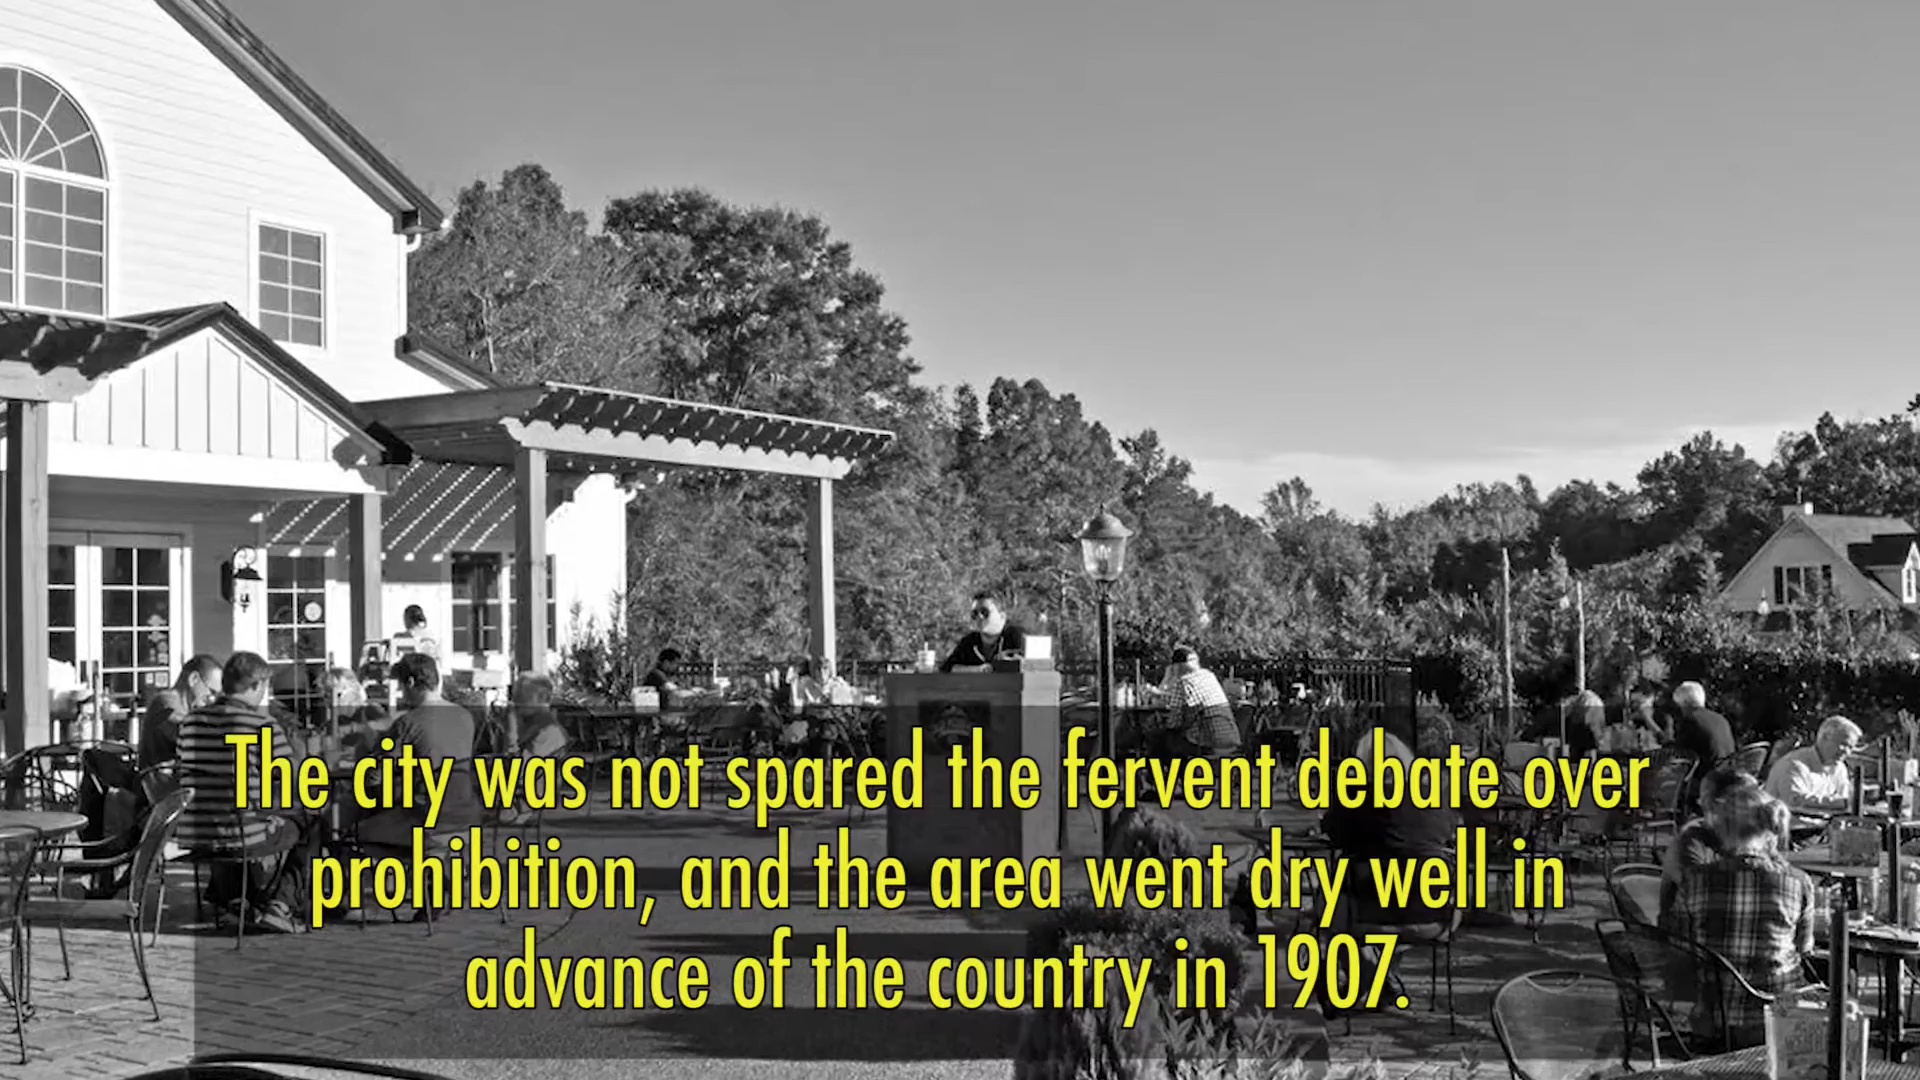 The city was not spared the fervent debate over
prohibition, and the area went dry well in
advance of the country in 1907.